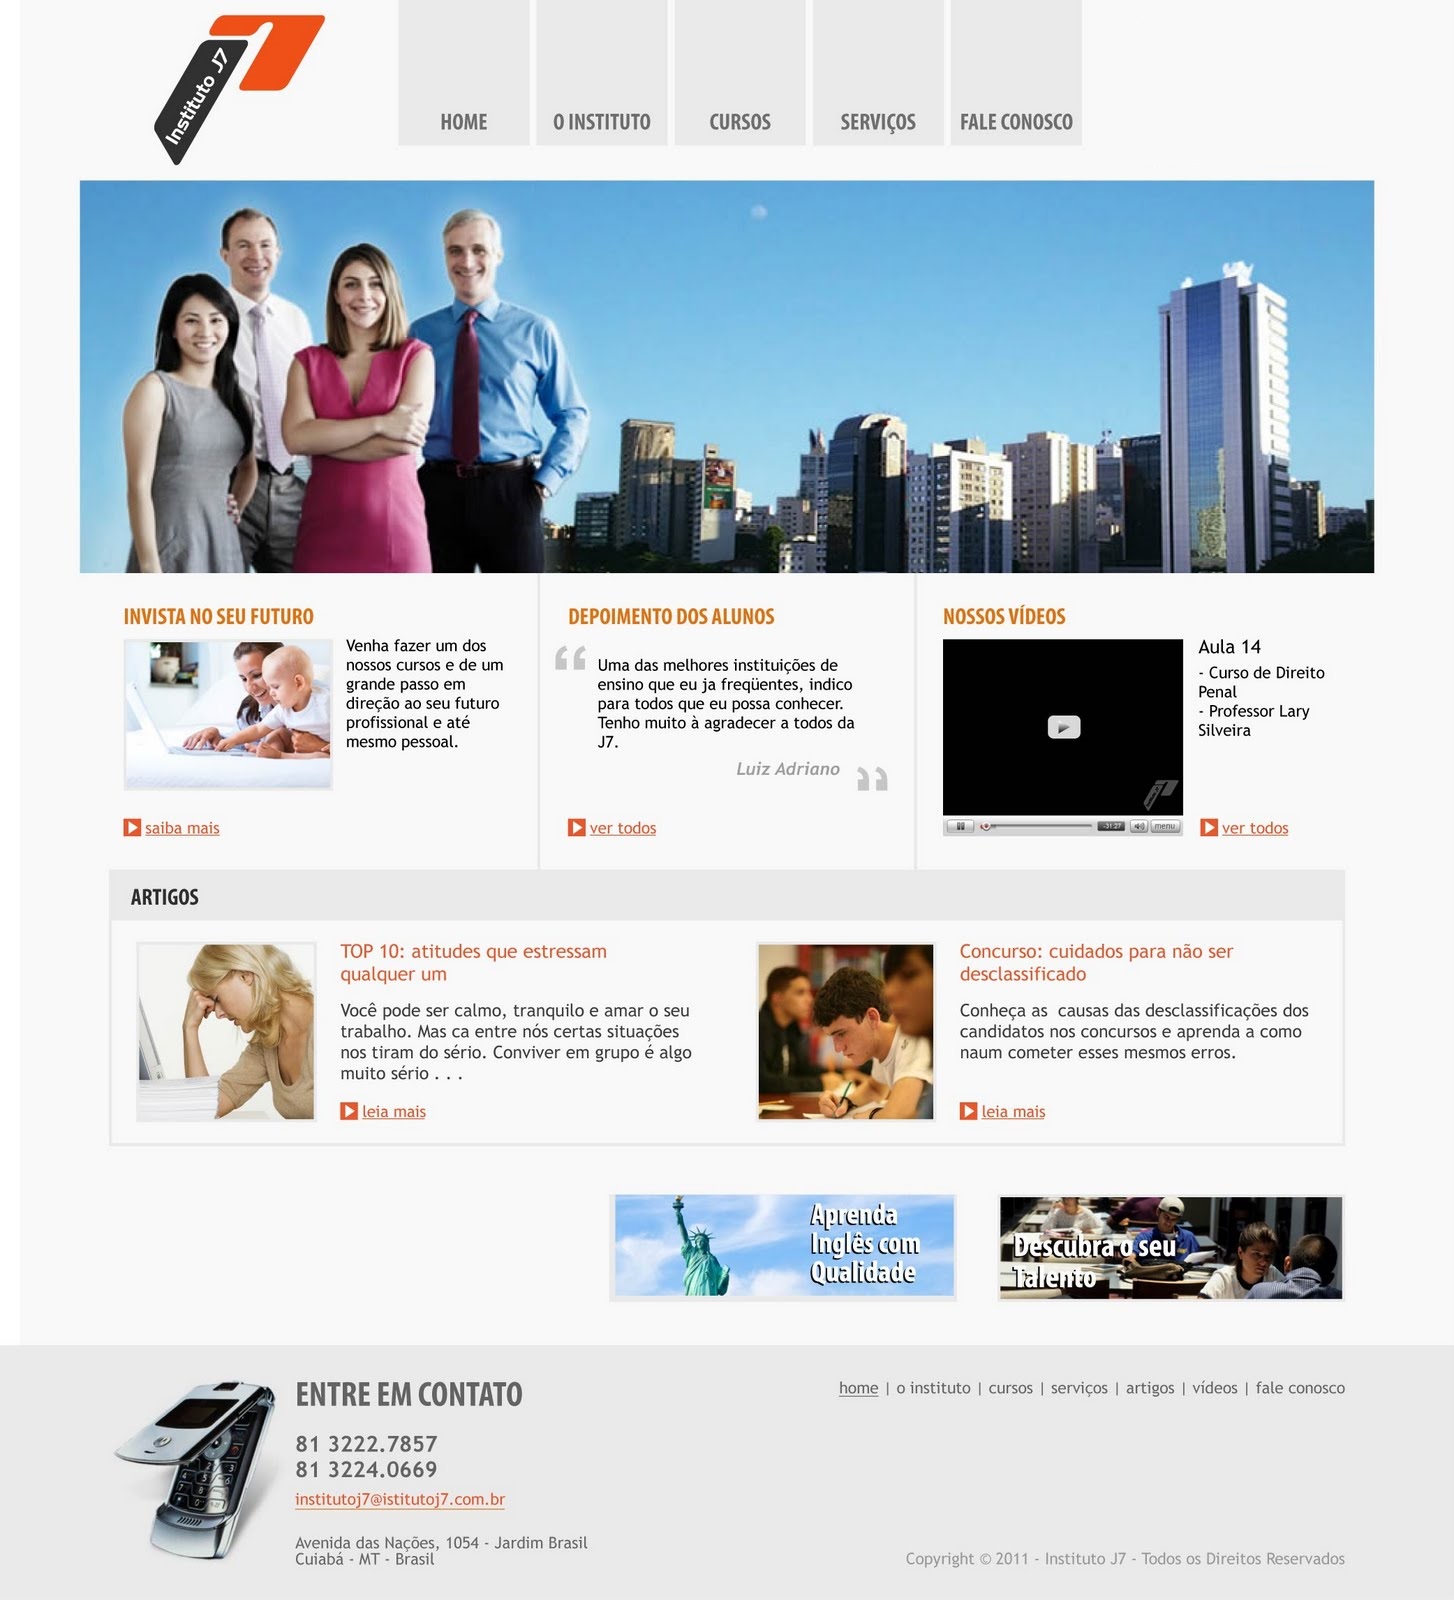 Instituto J7
HOME
O INSTITUTO
CURSOS
SERVIÇOS
FALE CONOSCO
INVISTA NO SEU FUTURO
Venha fazer um dos
nossos cursos e de um
grande passo em
direção ao seu futuro
profissional e até
mesmo pessoal.
saiba mais
DEPOIMENTO DOS ALUNOS
Uma das melhores instituições de
ensino que eu ja freqüentes, indico
para todos que eu possa conhecer.
Tenho muito à agradecer a todos da
J7.
Luiz Adriano
ver todos
NOSSOS VÍDEOS
-31:27
menu
Aula 14
- Curso de Direito
Penal
- Professor Lary
Silveira
ver todos
ARTIGOS
TOP 10: atitudes que estressam
qualquer um
Você pode ser calmo, tranquilo e amar o seu
trabalho. Mas ca entre nós certas situações
nos tiram do sério. Conviver em grupo é algo
muito sério . . .
leia mais
Concurso: cuidados para não ser
desclassificado
Conheça as  causas das desclassificações dos
candidatos nos concursos e aprenda a como
naum cometer esses mesmos erros.
leia mais
Aprenda
Inglês com
Qualidade
Descubra o seu
Talento
ENTRE EM CONTATO
81 3222.7857
81 3224.0669
institutoj7@istitutoj7.com.br
Avenida das Nações, 1054 - Jardim Brasil
Cuiabá - MT - Brasil
home | o instituto | cursos | serviços | artigos | vídeos | fale conosco
Copyright © 2011 - Instituto J7 - Todos os Direitos Reservados